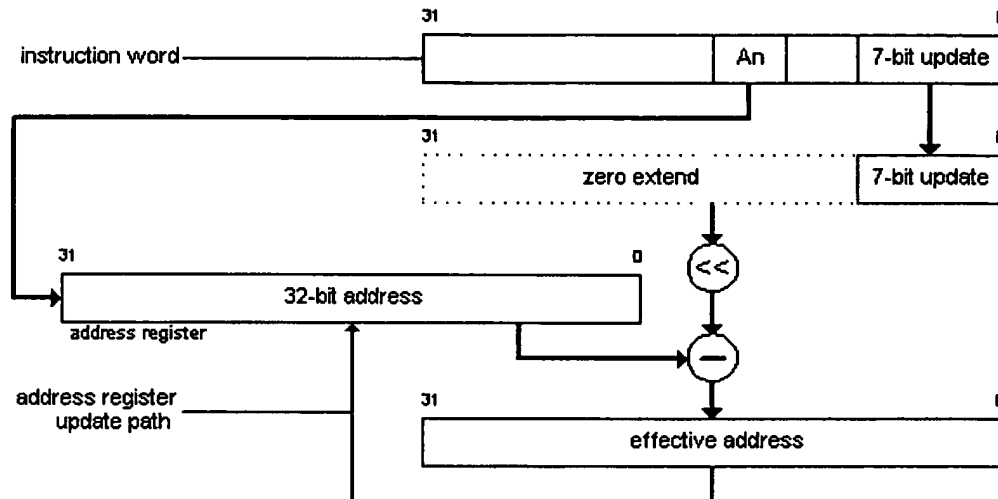 31
instruction word
An
7-bit update
31
zero extend
7-bit update
<<
31
0
32-bit address
address register
−
address register
update path
31
effective address